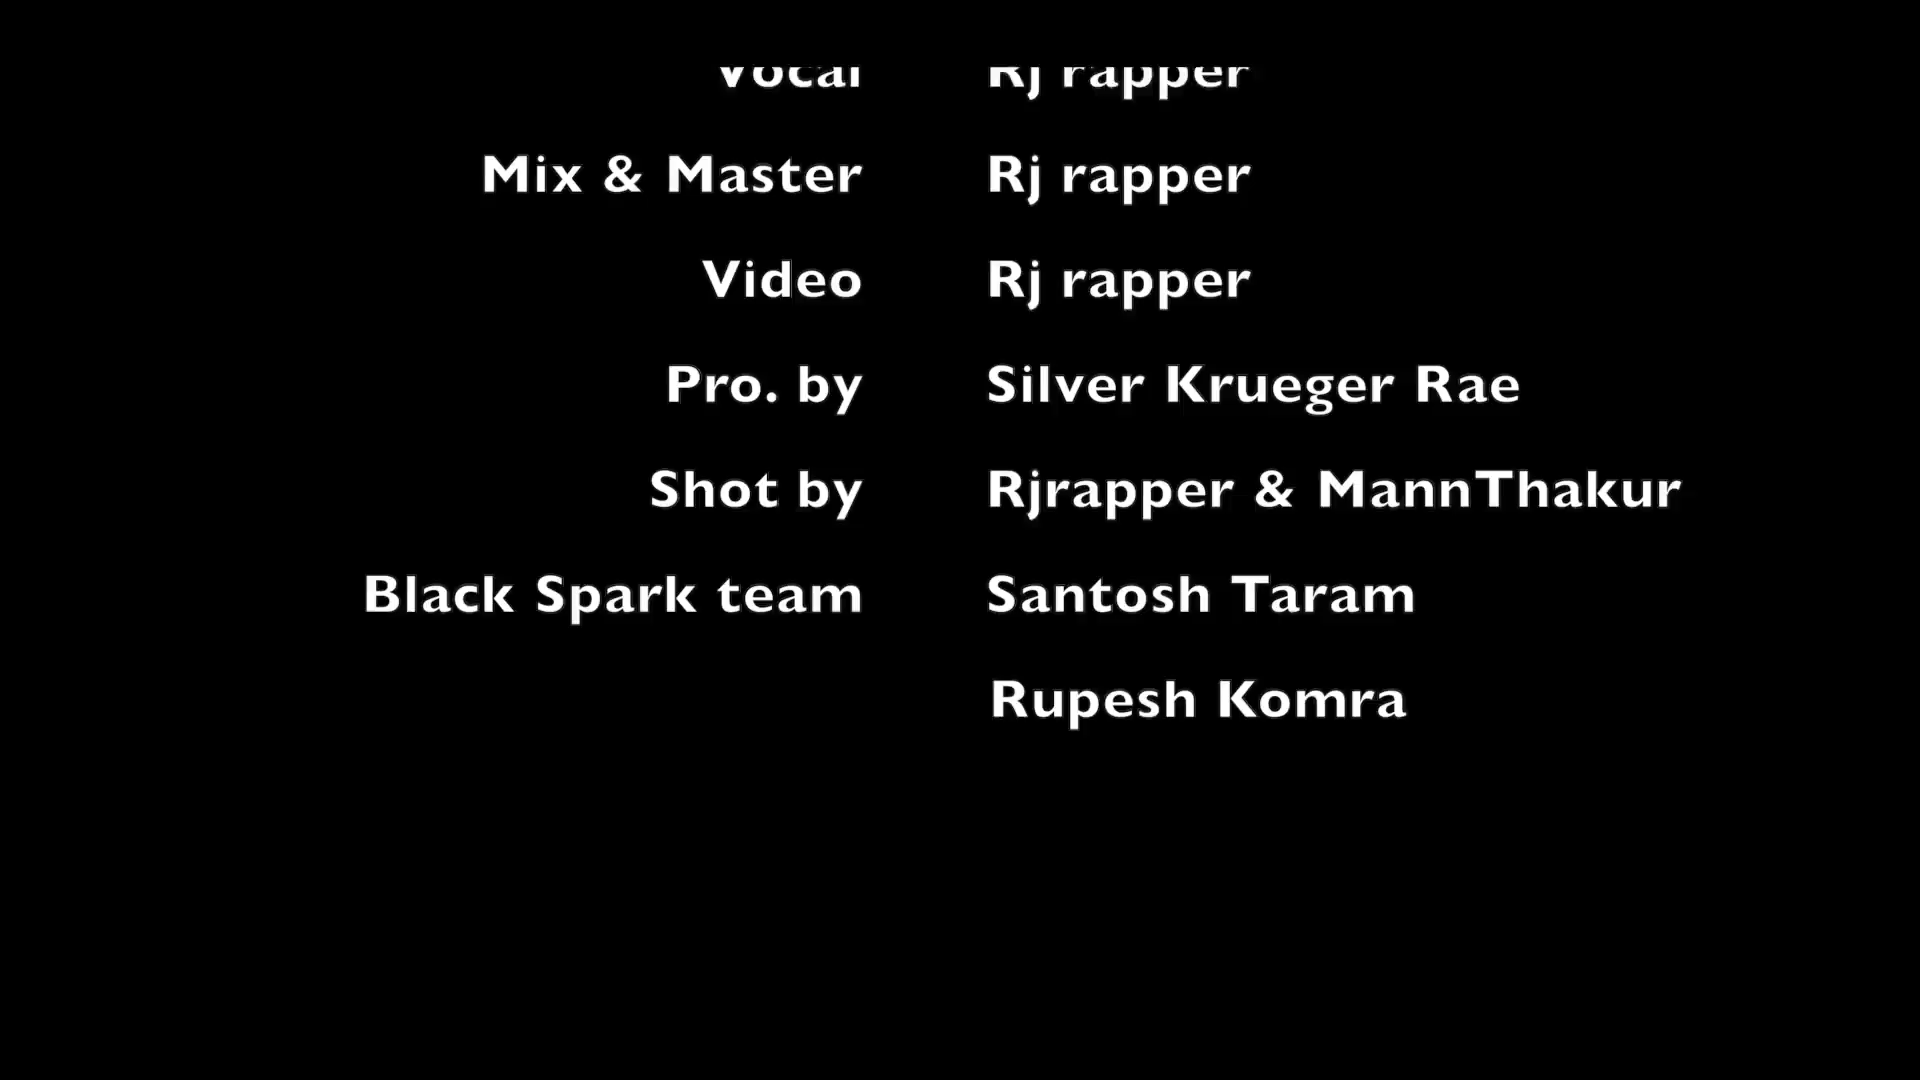 Vocal Rj rapper
Mix & Master Rj rapper
Video Rj rapper
Pro. by Silver Krueger Rae
Shot by Rjrapper & MannThakur
Black Spark team Santosh Taram
Rupesh Komra